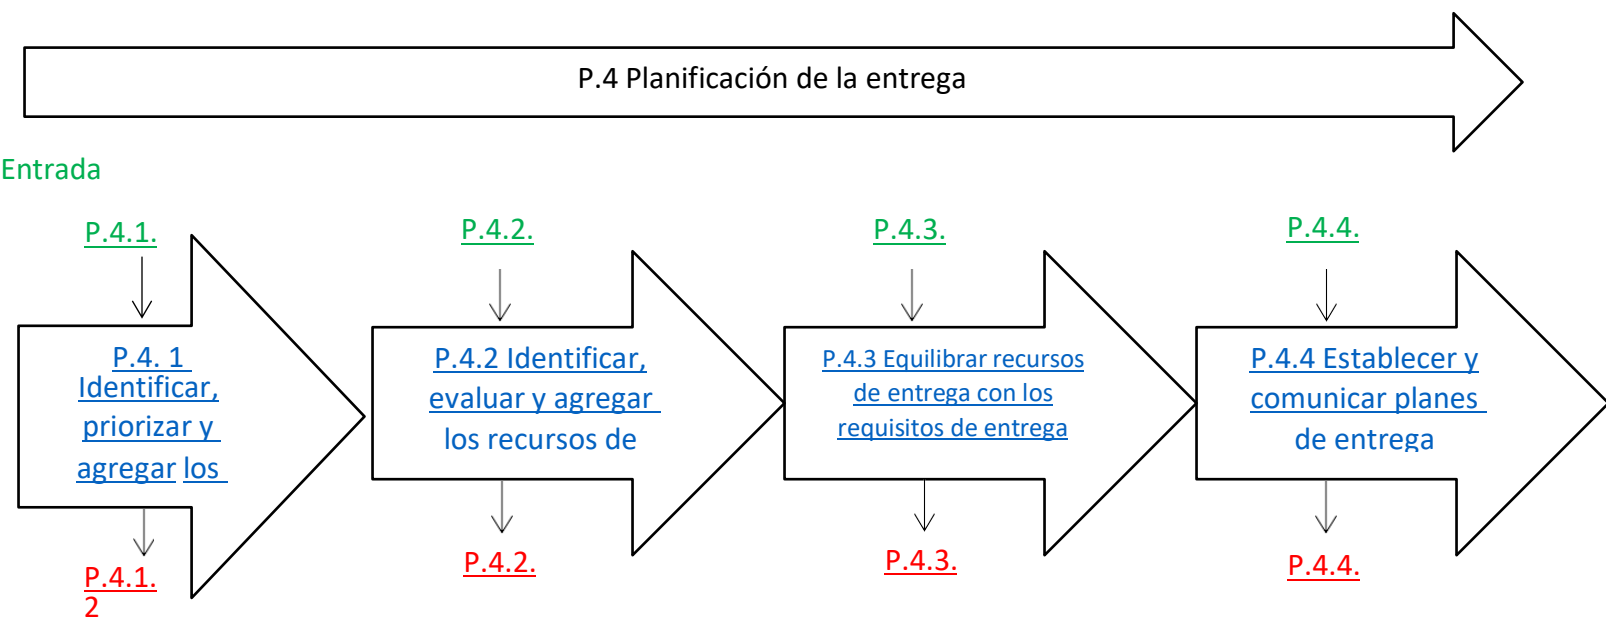 P.4 Planificación de la entrega
Entrada
P.4.1.
P.4.2.
P.4.3.
P.4.4.
P.4. 1
Identificar,
priorizar y
agregar los
P.4.2 Identificar,
evaluar y agregar
los recursos de
P.4.3 Equilibrar recursos
de entrega con los
requisitos de entrega
P.4.4 Establecer y
comunicar planes
de entrega
P.4.1.
2
P.4.2.
P.4.3.
P.4.4.